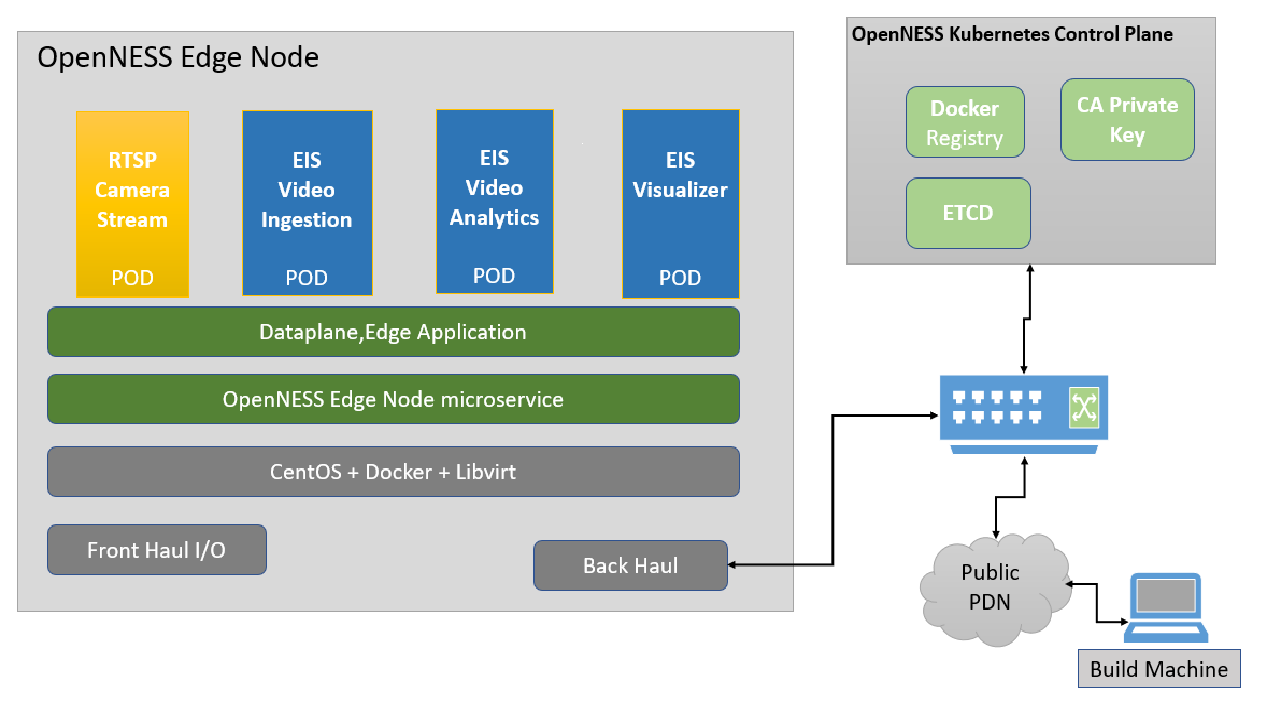 OpenNESS Edge Node
RTSP
Camera
Stream
POD
EIS
Video
Ingestion
POD
EIS
Video
Analytics
POD
EIS
Visualizer
POD
Dataplane,Edge Application
OpenNESS Edge Node microservice
CentOS + Docker + Libvirt
Front Haul I/O
Back Haul
OpenNESS Kubernetes Control Plane
Docker
Registry
CA Private
Key
ETCD
Public
PDN
Build Machine